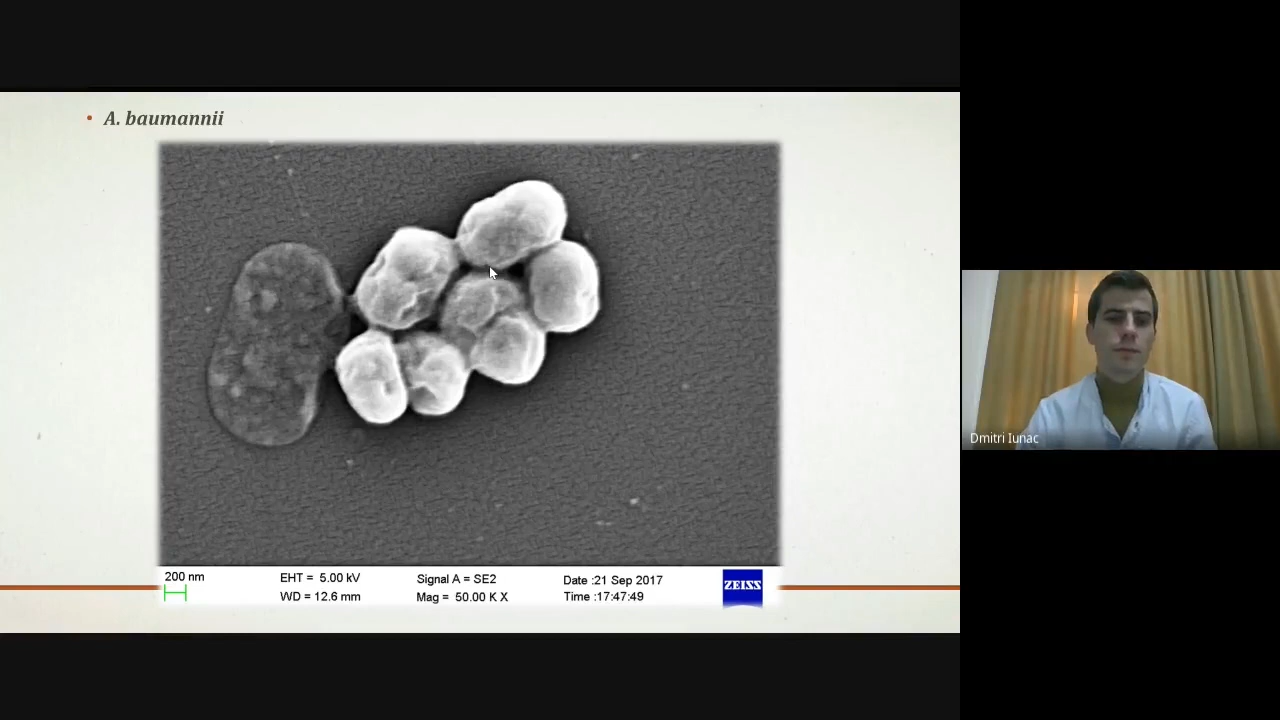 • A. baumannii
200 nm
EHT = 5.00 kV
WD = 12.6 mm
Signal A = SE2
Mag = 50.00 K X
Date :21 Sep 2017
Time :17:47:49
ZEISS
Dmitri Iunac